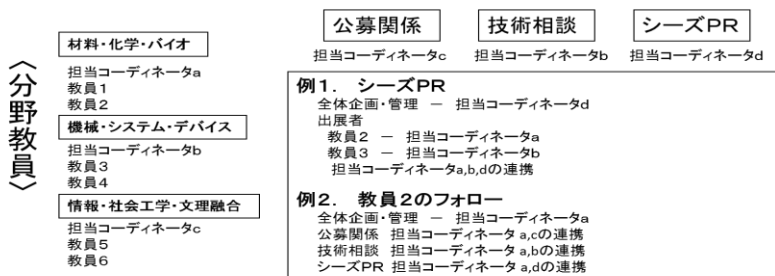 公募関係
技術相談
シーズPR
担当コーディネータc
担当コーディネータb
担当コーディネータd
〈分野教員〉
材料・化学・バイオ
担当コーディネータa
教員1
教員2
機械・システム・デバイス
担当コーディネータb
教員3
教員4
情報・社会工学・文理融合
担当コーディネータc
教員5
教員6
例1. シーズPR
全体企画・管理 － 担当コーディネータd
出展者
教員2 － 担当コーディネータa
教員3 － 担当コーディネータb
担当コーディネータa,b,dの連携
例2. 教員2のフォロー
全体企画・管理 － 担当コーディネータa
公募関係 担当コーディネータ a,cの連携
技術相談 担当コーディネータ a,bの連携
シーズPR 担当コーディネータ a,dの連携